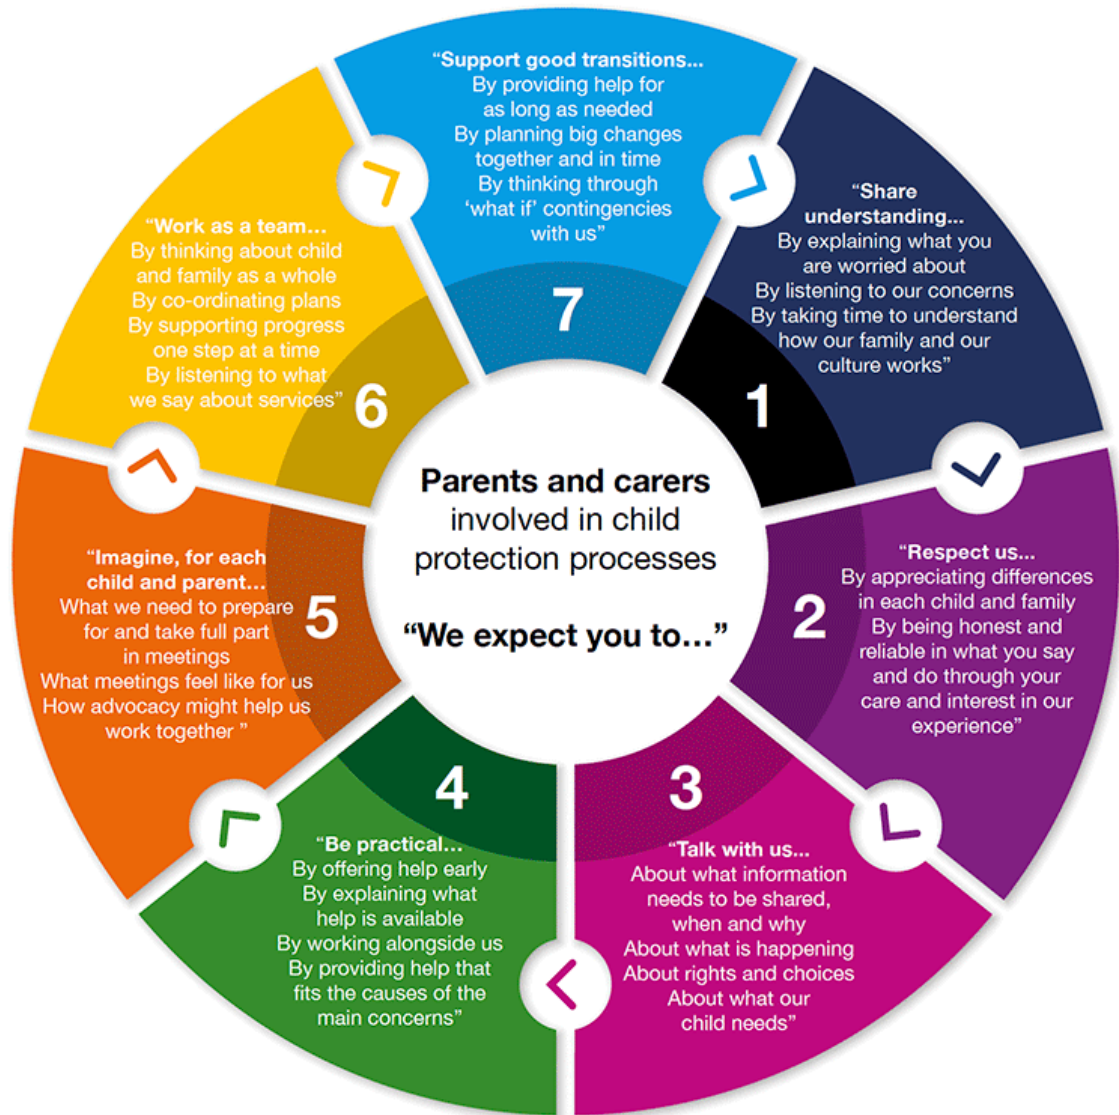 Parents and carers
involved in child
protection processes
“We expect you to...”
1
“Share
understanding...
By explaining what you
are worried about
By listening to our concerns
By taking time to understand
how our family and our
culture works”
2
“Respect us...
By appreciating differences
in each child and family
By being honest and
reliable in what you say
and do through your
care and interest in our
experience”
3
“Talk with us...
About what information
needs to be shared,
when and why
About what is happening
About rights and choices
About what our
child needs”
4
“Be practical...
By offering help early
By explaining what
help is available
By working alongside us
By providing help that
fits the causes of the
main concerns”
5
“Imagine, for each
child and parent...
What we need to prepare
for and take full part
in meetings
What meetings feel like for us
How advocacy might help us
work together ”
6
“Work as a team...
By thinking about child
and family as a whole
By co-ordinating plans
By supporting progress
one step at a time
By listening to what
we say about services”
7
“Support good transitions...
By providing help for
as long as needed
By planning big changes
together and in time
By thinking through
‘what if’ contingencies
with us”